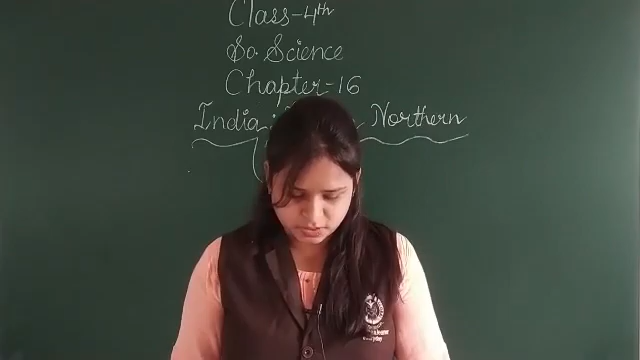 Class-4th
So. Science
Chapter-16
India: Northern